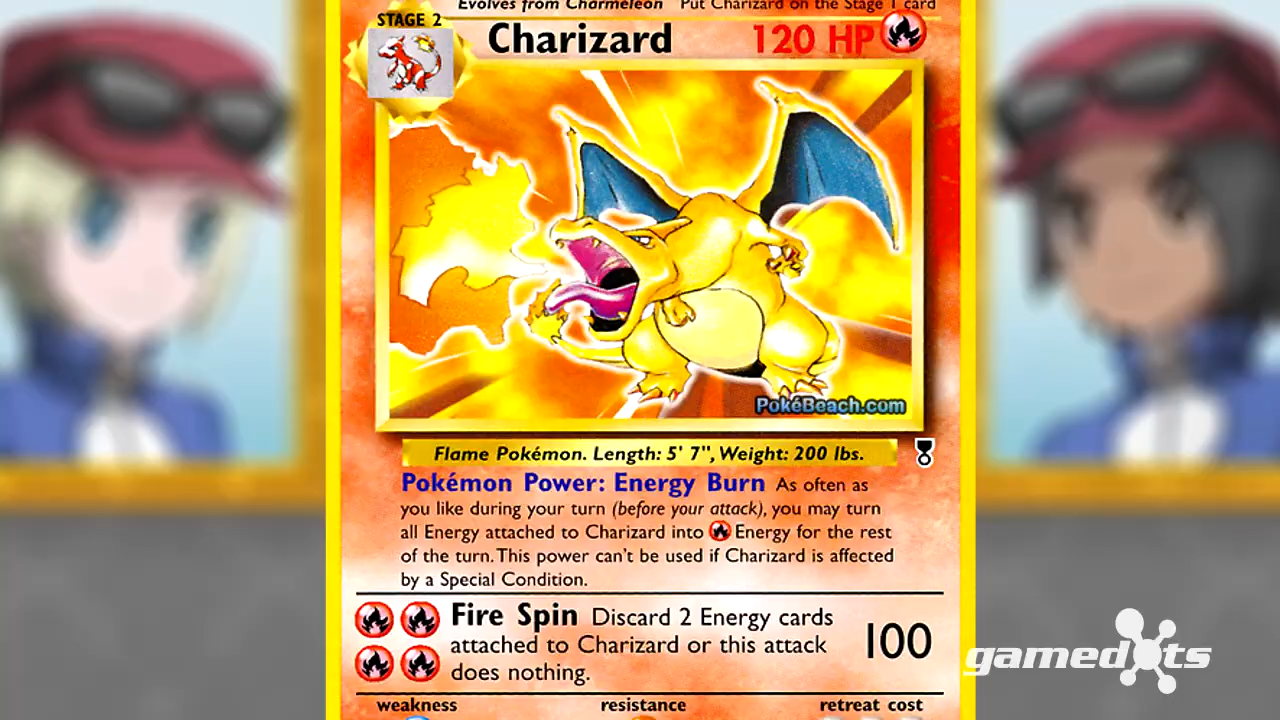 Evolves from Charmeleon Put Charizard on the Stage 1 card
STAGE 2
Charizard 120 HP
PokéBeach.com
Flame Pokémon. Length: 5' 7", Weight: 200 lbs.
Pokémon Power: Energy Burn As often as
you like during your turn (before your attack), you may turn
all Energy attached to Charizard into Energy for the rest
of the turn. This power can't be used if Charizard is affected
by a Special Condition.
Fire Spin Discard 2 Energy cards
attached to Charizard or this attack 100
does nothing.
gamedots
weakness resistance retreat cost